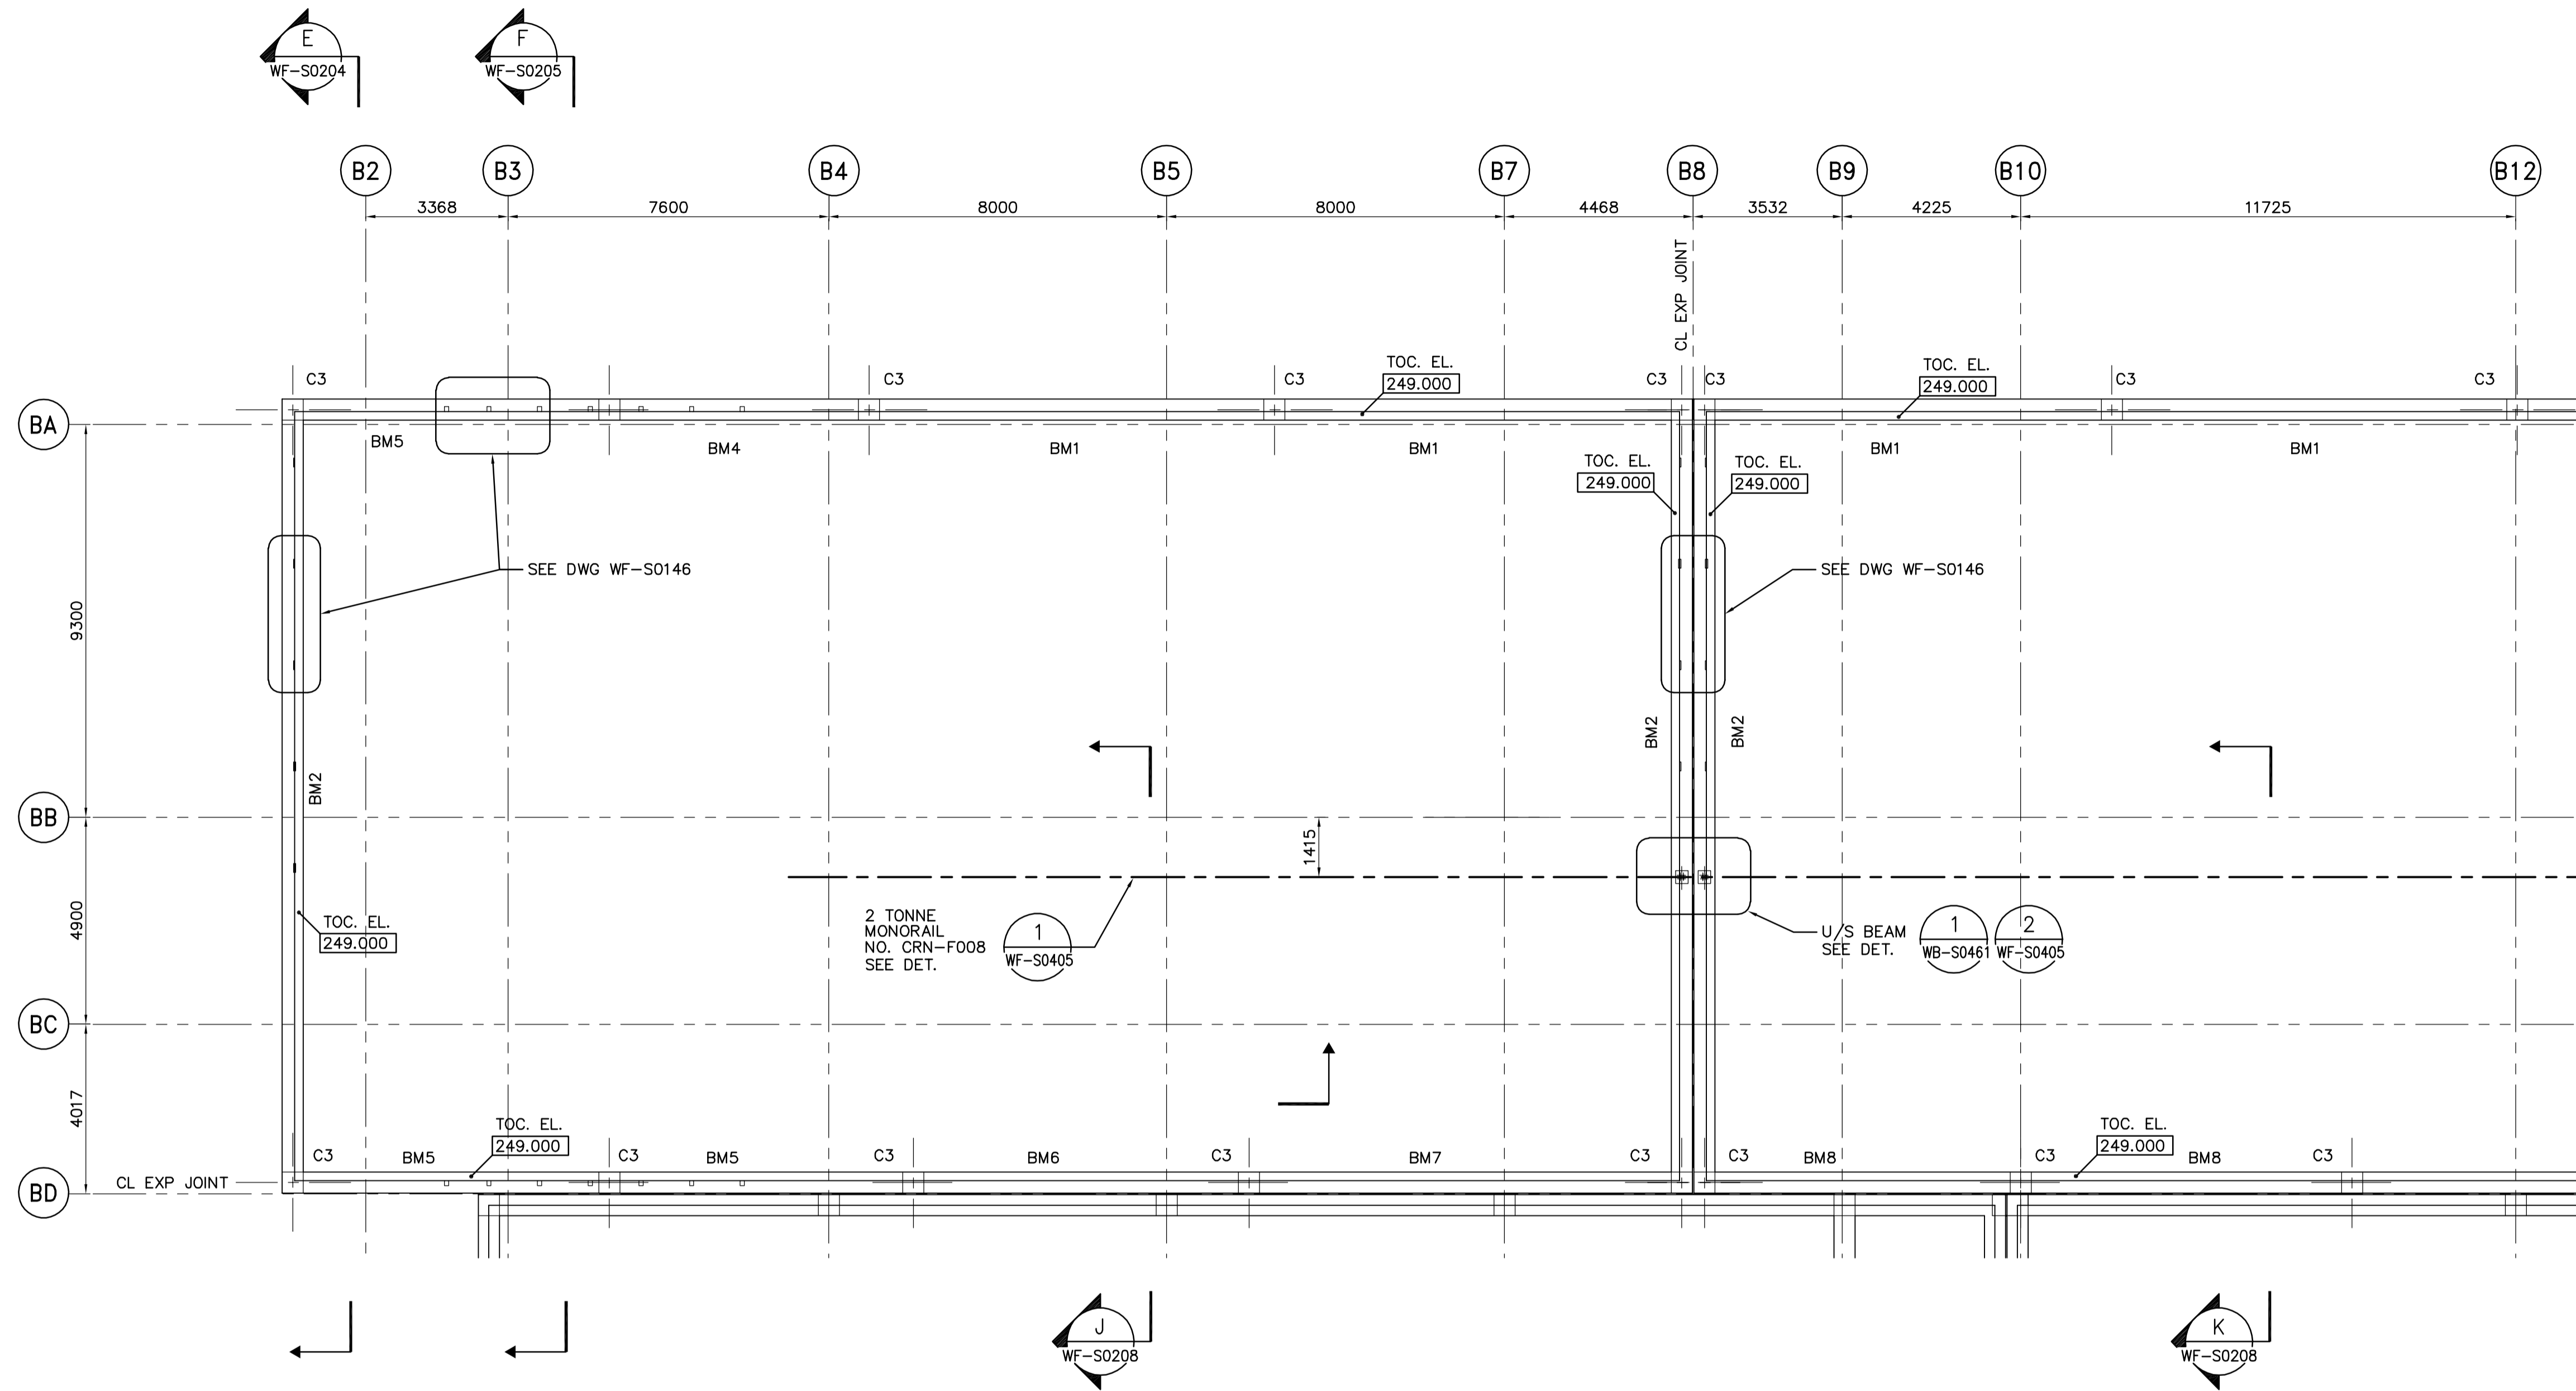 E
WF-S0204
F
WF-S0205
B2
B3
B4
B5
B7
B8
B9
B10
B12
3368
7600
8000
8000
4468
3532
4225
11725
CL EXP JOINT
TOC. EL.
249.000
TOC. EL.
249.000
C3
C3
C3
C3
C3
C3
C3
BA
BM5
BM4
BM1
BM1
BM1
BM1
TOC. EL.
249.000
TOC. EL.
249.000
SEE DWG WF-S0146
SEE DWG WF-S0146
9300
BM2
BM2
BM2
BB
1415
4900
TOC. EL.
249.000
2 TONNE
MONORAIL
NO. CRN-F008
SEE DET.
1
WF-S0405
U/S BEAM
SEE DET.
1
WB-S0461
2
WF-S0405
BC
4017
TOC. EL.
249.000
TOC. EL.
249.000
C3
BM5
C3
BM5
C3
BM6
C3
BM7
C3
C3
BM8
C3
BM8
C3
CL EXP JOINT
BD
J
WF-S0208
K
WF-S0208